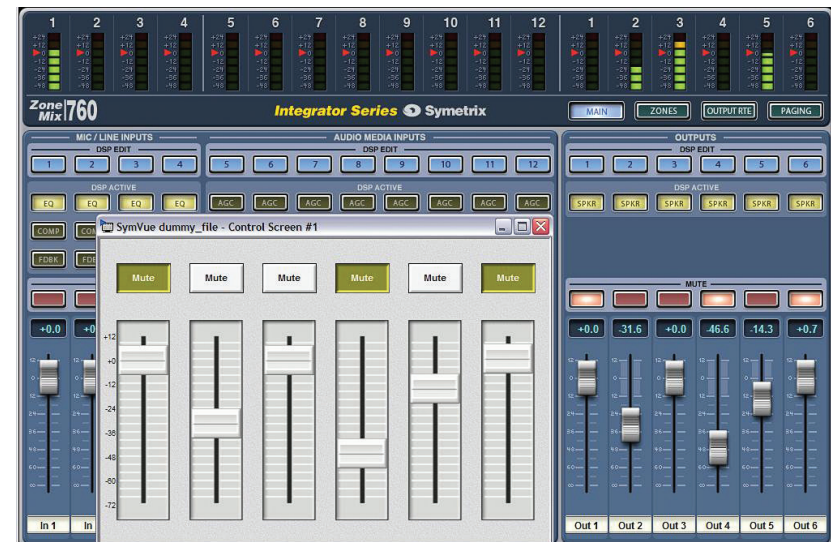 1 2 3 4 5 6 7 8 9 10 11 12 1 2 3 4 5 6
Zone Mix 760
Integrator Series Symetrix
MAIN ZONES OUTPUT RTE PAGING
MIC / LINE INPUTS AUDIO MEDIA INPUTS OUTPUTS
DSP EDIT DSP EDIT DSP EDIT
1 2 3 4 5 6 7 8 9 10 11 12 1 2 3 4 5 6
DSP ACTIVE DSP ACTIVE DSP ACTIVE
EQ EQ EQ EQ AGC AGC AGC AGC AGC AGC AGC AGC SPKR SPKR SPKR SPKR SPKR SPKR
COMP
FDBK
SymVue dummy_file - Control Screen #1
Mute Mute Mute Mute Mute Mute
MUTE
+0.0 +0.0 -31.6 +0.0 -46.6 -14.3 +0.7
+12
+0
-12
-24
-36
-48
-60
-72
In 1 In Out 1 Out 2 Out 3 Out 4 Out 5 Out 6